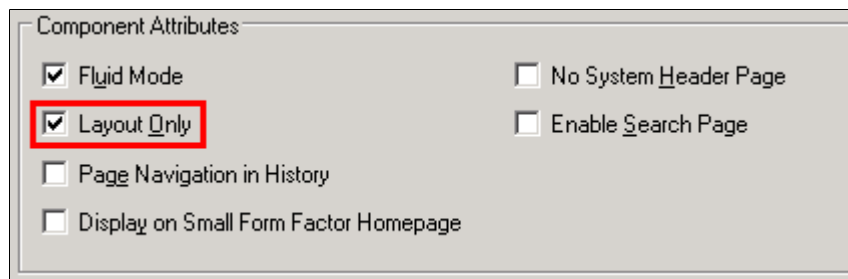 Component Attributes
Fluid Mode
No System Header Page
Layout Only
Enable Search Page
Page Navigation in History
Display on Small Form Factor Homepage